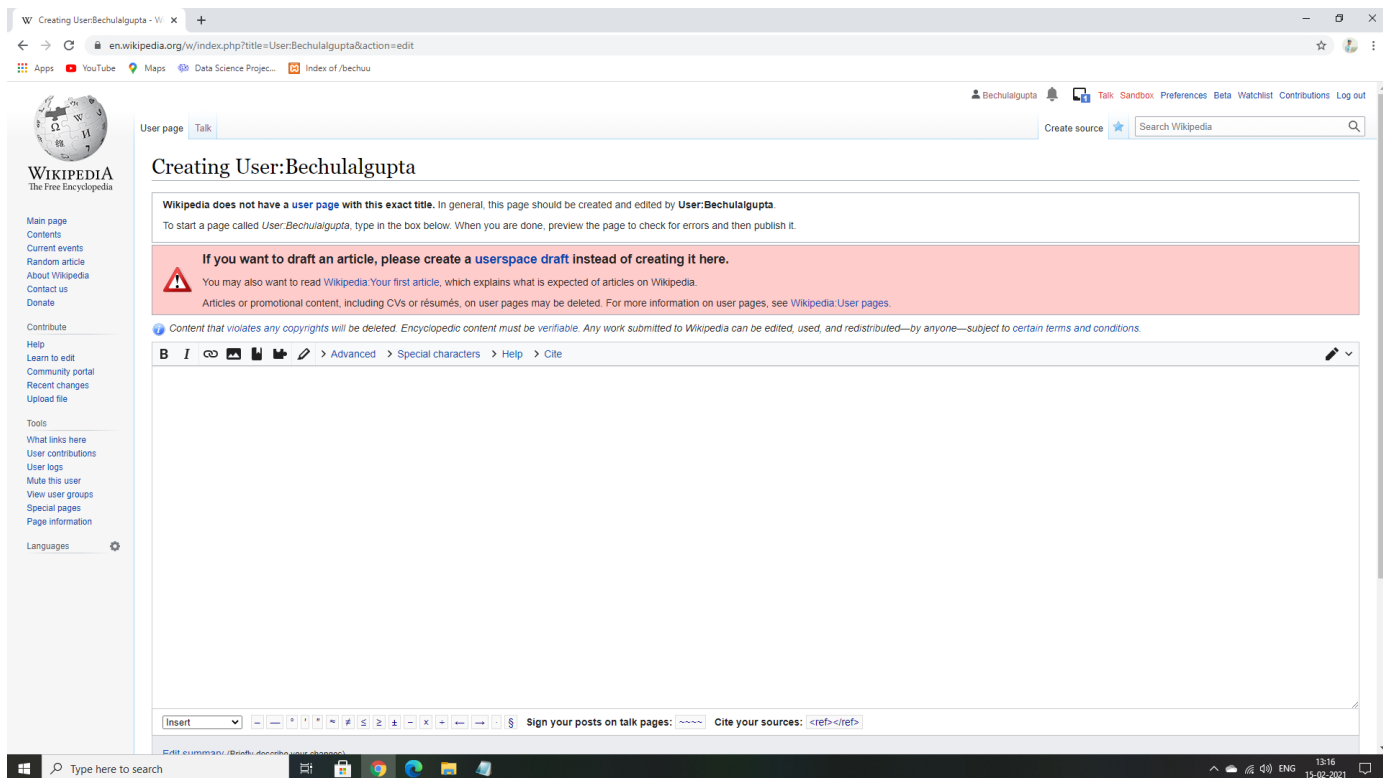 Creating User:Bechulalgupta - W
en.wikipedia.org/w/index.php?title=User:Bechulalgupta&action=edit
Apps YouTube Maps Data Science Projec... Index of /bechuu
Bechulalgupta 1 Talk Sandbox Preferences Beta Watchlist Contributions Log out
User page Talk Create source Search Wikipedia
WIKIPEDIA
The Free Encyclopedia
Main page
Contents
Current events
Random article
About Wikipedia
Contact us
Donate
Contribute
Help
Learn to edit
Community portal
Recent changes
Upload file
Tools
What links here
User contributions
User logs
Mute this user
View user groups
Special pages
Page information
Languages
Creating User:Bechulalgupta
Wikipedia does not have a user page with this exact title. In general, this page should be created and edited by User:Bechulalgupta.
To start a page called User:Bechulalgupta, type in the box below. When you are done, preview the page to check for errors and then publish it.
If you want to draft an article, please create a userspace draft instead of creating it here.
You may also want to read Wikipedia:Your first article, which explains what is expected of articles on Wikipedia.
Articles or promotional content, including CVs or résumés, on user pages may be deleted. For more information on user pages, see Wikipedia:User pages.
Content that violates any copyrights will be deleted. Encyclopedic content must be verifiable. Any work submitted to Wikipedia can be edited, used, and redistributed—by anyone—subject to certain terms and conditions.
B I > Advanced > Special characters > Help > Cite
Insert – — ° ′ ″ ≈ ≠ ≤ ≥ ± − × ÷ ← → · § Sign your posts on talk pages: ~~~~ Cite your sources: <ref></ref>
Edit summary (Briefly describe your changes)
Type here to search ENG 13:16
15-02-2021